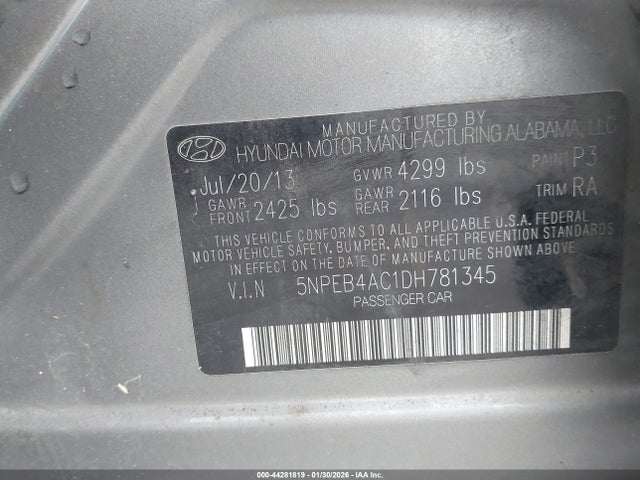 MANUFACTURED BY
HYUNDAI MOTOR MANUFACTURING ALABAMA, LLC
Jul/20/13 GVWR 4299 lbs PAINT P3
GAWR FRONT 2425 lbs GAWR REAR 2116 lbs TRIM RA
THIS VEHICLE CONFORMS TO ALL APPLICABLE U.S.A. FEDERAL
MOTOR VEHICLE SAFETY, BUMPER, AND THEFT PREVENTION STANDARDS
IN EFFECT ON THE DATE OF MANUFACTURE SHOWN ABOVE.
V.I.N 5NPEB4AC1DH781345
PASSENGER CAR
000-44281819 | 01/30/2026 - IAA Inc. (C)